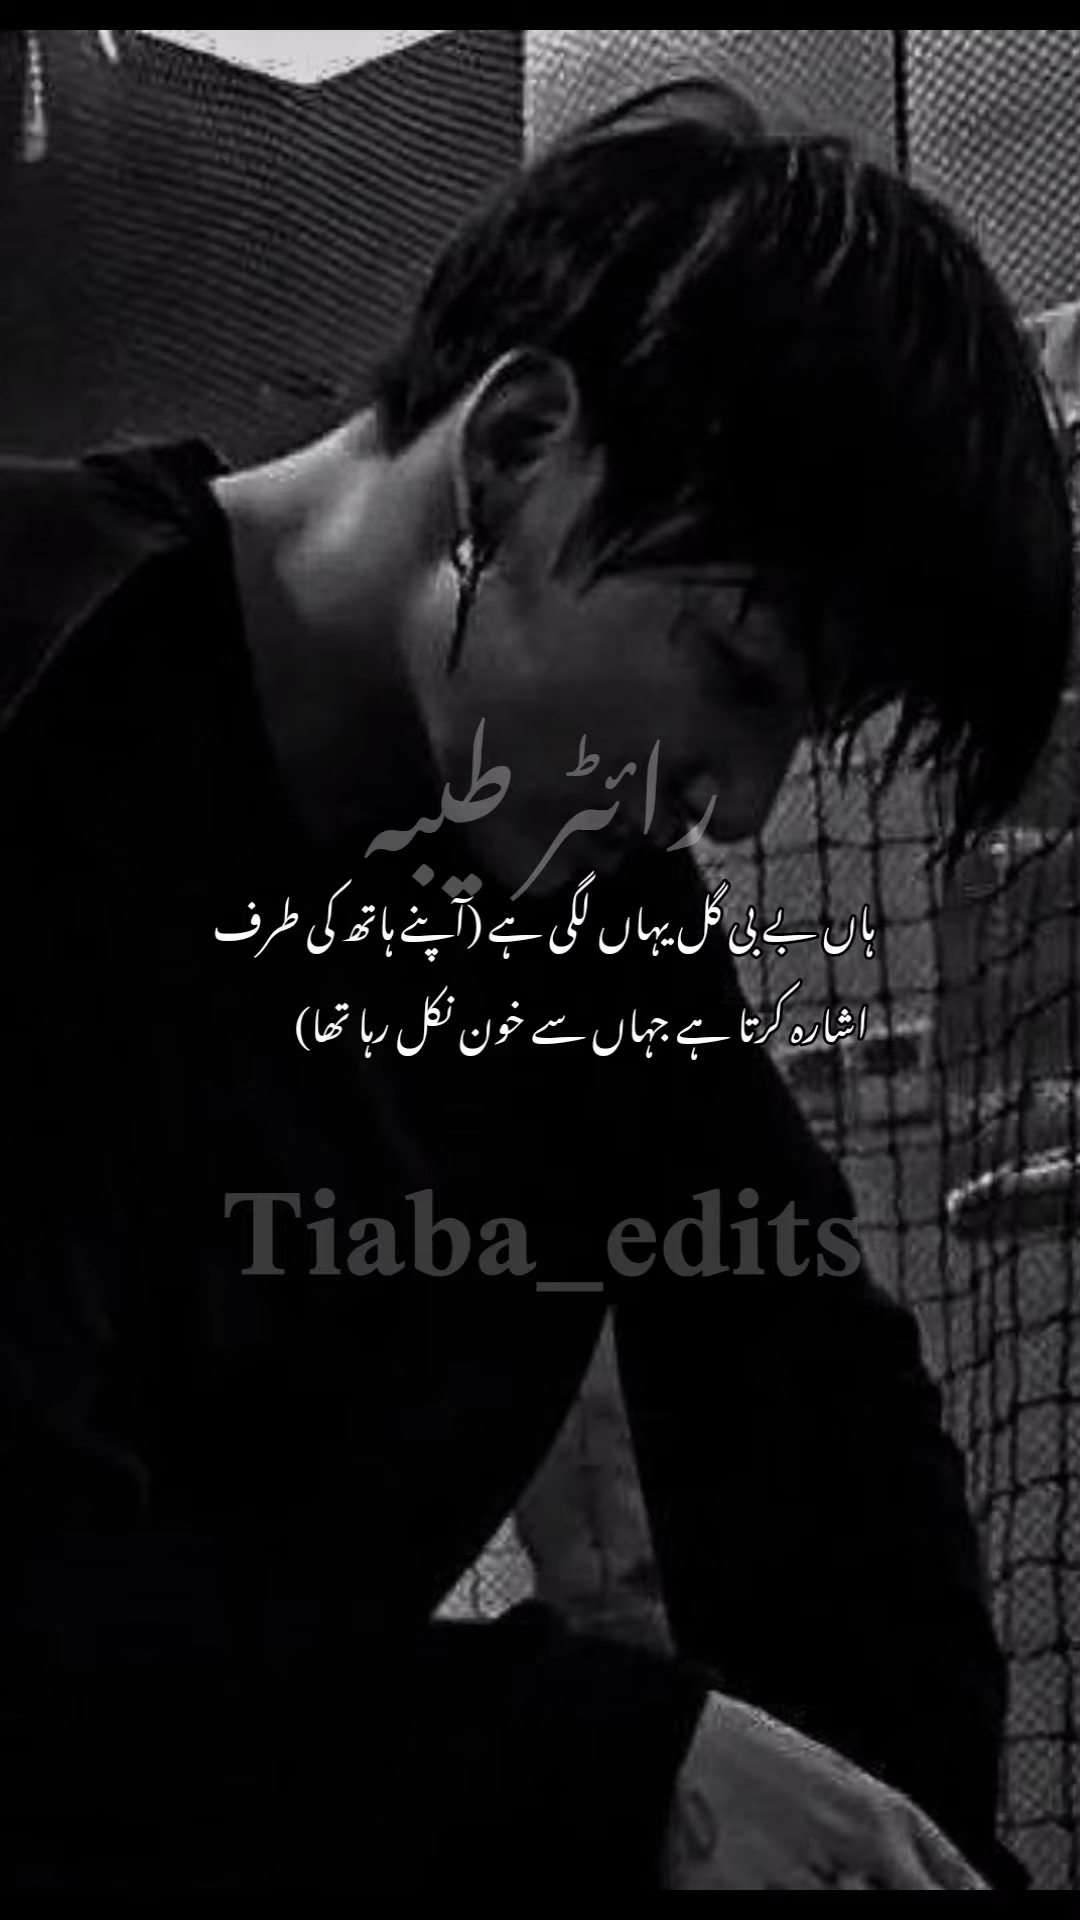 رائٹر طیبہ
ہاں بے بی گل یہاں لگی ہے (آپنے ہاتھ کی طرف
اشارہ کرتا ہے جہاں سے خون نکل رہا تھا)
Tiaba_edits